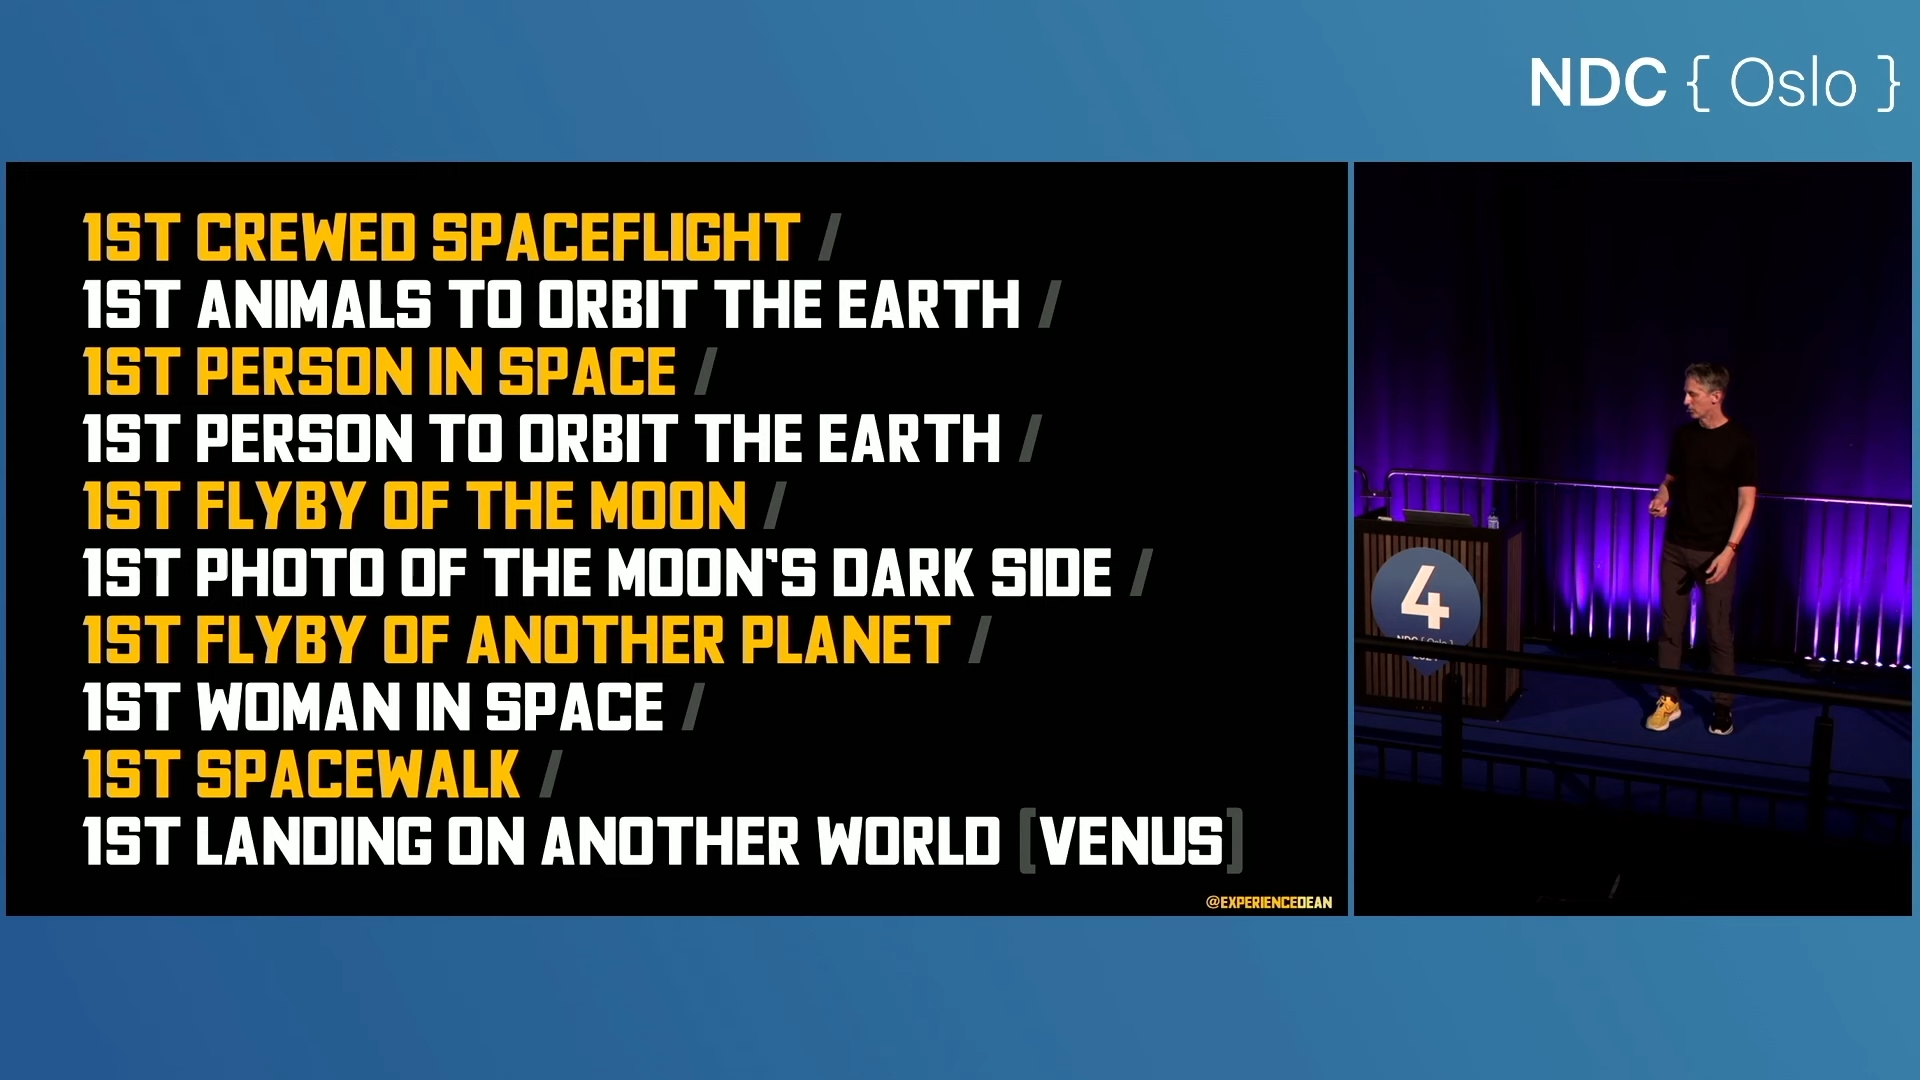 NDC { Oslo }
1ST CREWED SPACEFLIGHT /
1ST ANIMALS TO ORBIT THE EARTH /
1ST PERSON IN SPACE /
1ST PERSON TO ORBIT THE EARTH /
1ST FLYBY OF THE MOON /
1ST PHOTO OF THE MOON'S DARK SIDE /
1ST FLYBY OF ANOTHER PLANET /
1ST WOMAN IN SPACE /
1ST SPACEWALK /
1ST LANDING ON ANOTHER WORLD [VENUS]
@EXPERIENCEDEAN
4
NDC { Oslo }